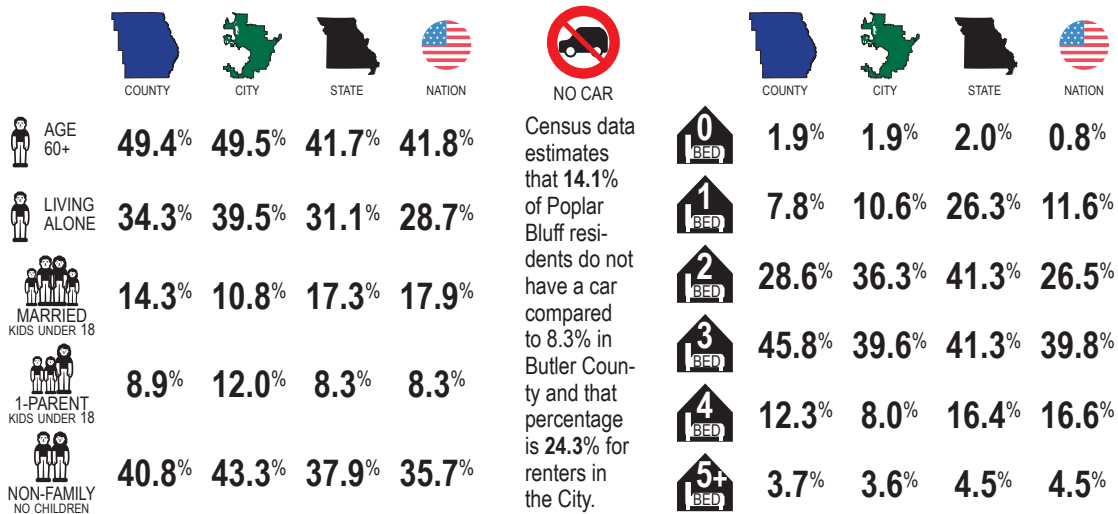 COUNTY CITY STATE NATION
AGE
60+
49.4% 49.5% 41.7% 41.8%
LIVING
ALONE
34.3% 39.5% 31.1% 28.7%
MARRIED
KIDS UNDER 18
14.3% 10.8% 17.3% 17.9%
1-PARENT
KIDS UNDER 18
8.9% 12.0% 8.3% 8.3%
NON-FAMILY
NO CHILDREN
40.8% 43.3% 37.9% 35.7%
NO CAR
Census data
estimates
that 14.1%
of Poplar
Bluff resi-
dents do not
have a car
compared
to 8.3% in
Butler Coun-
ty and that
percentage
is 24.3% for
renters in
the City.
COUNTY CITY STATE NATION
0
BED
1.9% 1.9% 2.0% 0.8%
1
BED
7.8% 10.6% 26.3% 11.6%
2
BED
28.6% 36.3% 41.3% 26.5%
3
BED
45.8% 39.6% 41.3% 39.8%
4
BED
12.3% 8.0% 16.4% 16.6%
5+
BED
3.7% 3.6% 4.5% 4.5%